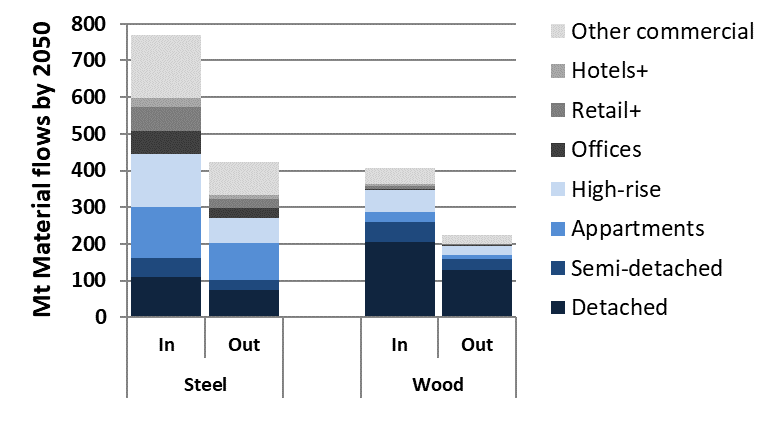 Mt Material flows by 2050
800
700
600
500
400
300
200
100
0
In
Out
In
Out
Steel
Wood
Other commercial
Hotels+
Retail+
Offices
High-rise
Appartments
Semi-detached
Detached